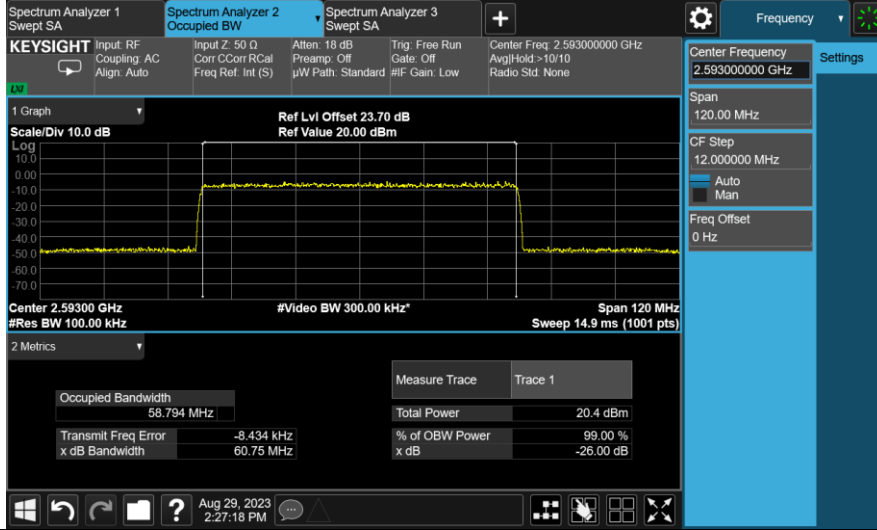 Spectrum Analyzer 1
Swept SA
Spectrum Analyzer 2
Occupied BW
Spectrum Analyzer 3
Swept SA
Frequency
KEYSIGHT
LXI
Input: RF
Coupling: AC
Align: Auto
Input Z: 50 Ω
Corr CCorr RCal
Freq Ref: Int (S)
Atten: 18 dB
Preamp: Off
µW Path: Standard
Trig: Free Run
Gate: Off
#IF Gain: Low
Center Freq: 2.593000000 GHz
Avg|Hold:>10/10
Radio Std: None
Center Frequency
2.593000000 GHz
Settings
Span
120.00 MHz
CF Step
12.000000 MHz
Auto
Man
Freq Offset
0 Hz
1 Graph
Scale/Div 10.0 dB
Ref Lvl Offset 23.70 dB
Ref Value 20.00 dBm
Log
10.0
0.00
-10.0
-20.0
-30.0
-40.0
-50.0
-60.0
-70.0
Center 2.59300 GHz
#Video BW 300.00 kHz*
Span 120 MHz
#Res BW 100.00 kHz
Sweep 14.9 ms (1001 pts)
2 Metrics
Measure Trace Trace 1
Occupied Bandwidth
58.794 MHz
Total Power 20.4 dBm
Transmit Freq Error -8.434 kHz
% of OBW Power 99.00 %
x dB Bandwidth 60.75 MHz
x dB -26.00 dB
?
Aug 29, 2023
2:27:18 PM